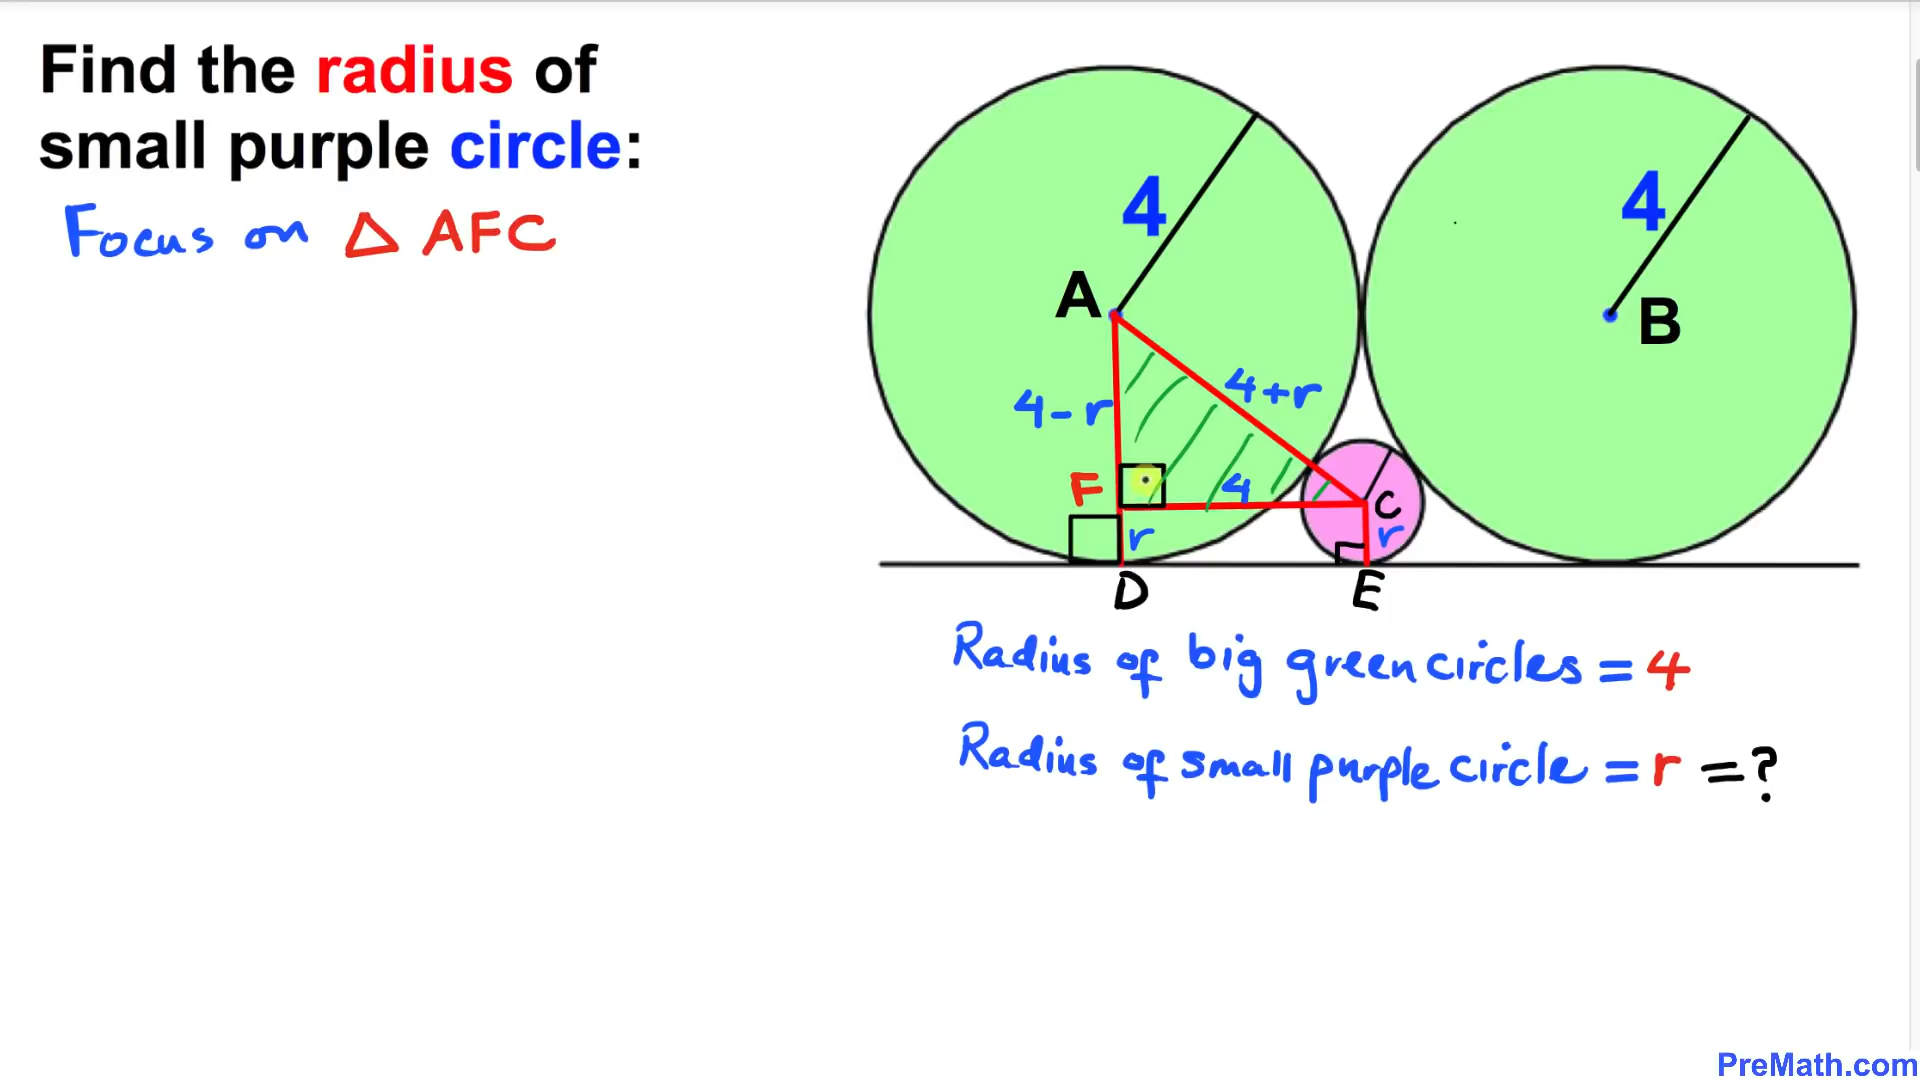 Find the radius of
small purple circle:
Focus on △ AFC
4
4
A
B
4-r
4+r
F
4
C
r
r
D
E
Radius of big green circles = 4
Radius of small purple circle = r = ?
PreMath.com